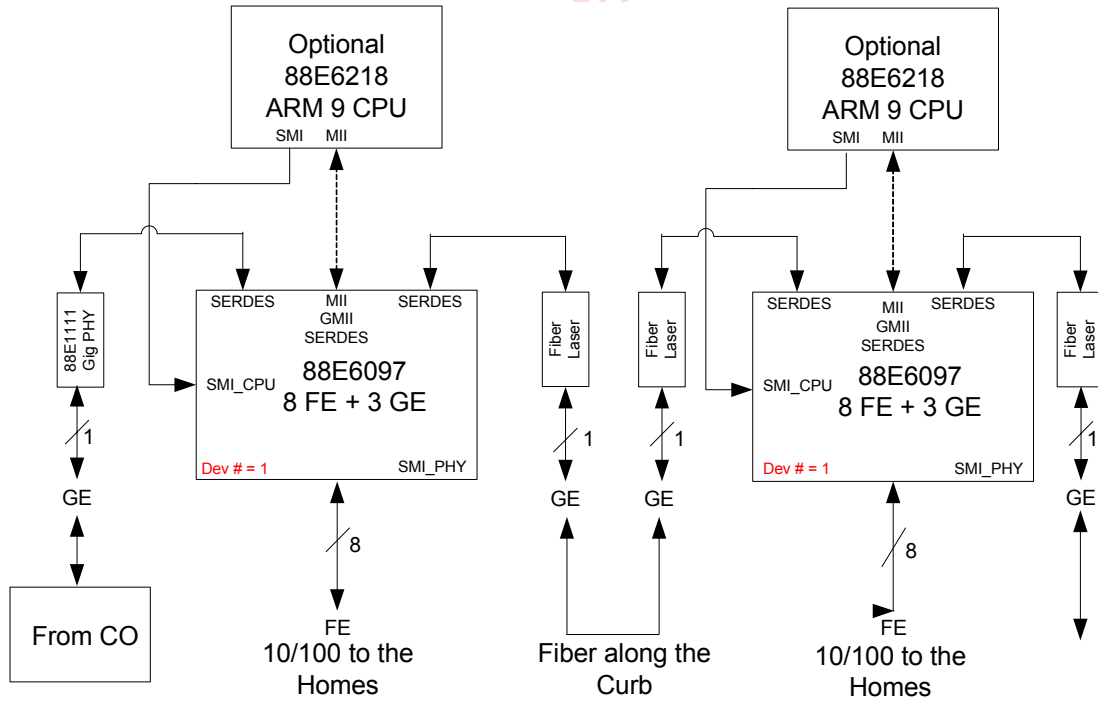 Optional
88E6218
ARM 9 CPU
SMI MII
Optional
88E6218
ARM 9 CPU
SMI MII
88E1111
Gig PHY
SERDES
MII
GMII
SERDES
SERDES
88E6097
8 FE + 3 GE
SMI_CPU
Dev # = 1
SMI_PHY
Fiber
Laser
Fiber
Laser
SERDES
MII
GMII
SERDES
SERDES
88E6097
8 FE + 3 GE
SMI_CPU
Dev # = 1
SMI_PHY
Fiber
Laser
1
GE
From CO
8
FE
10/100 to the
Homes
1
GE
1
GE
Fiber along the
Curb
8
FE
10/100 to the
Homes
1
GE